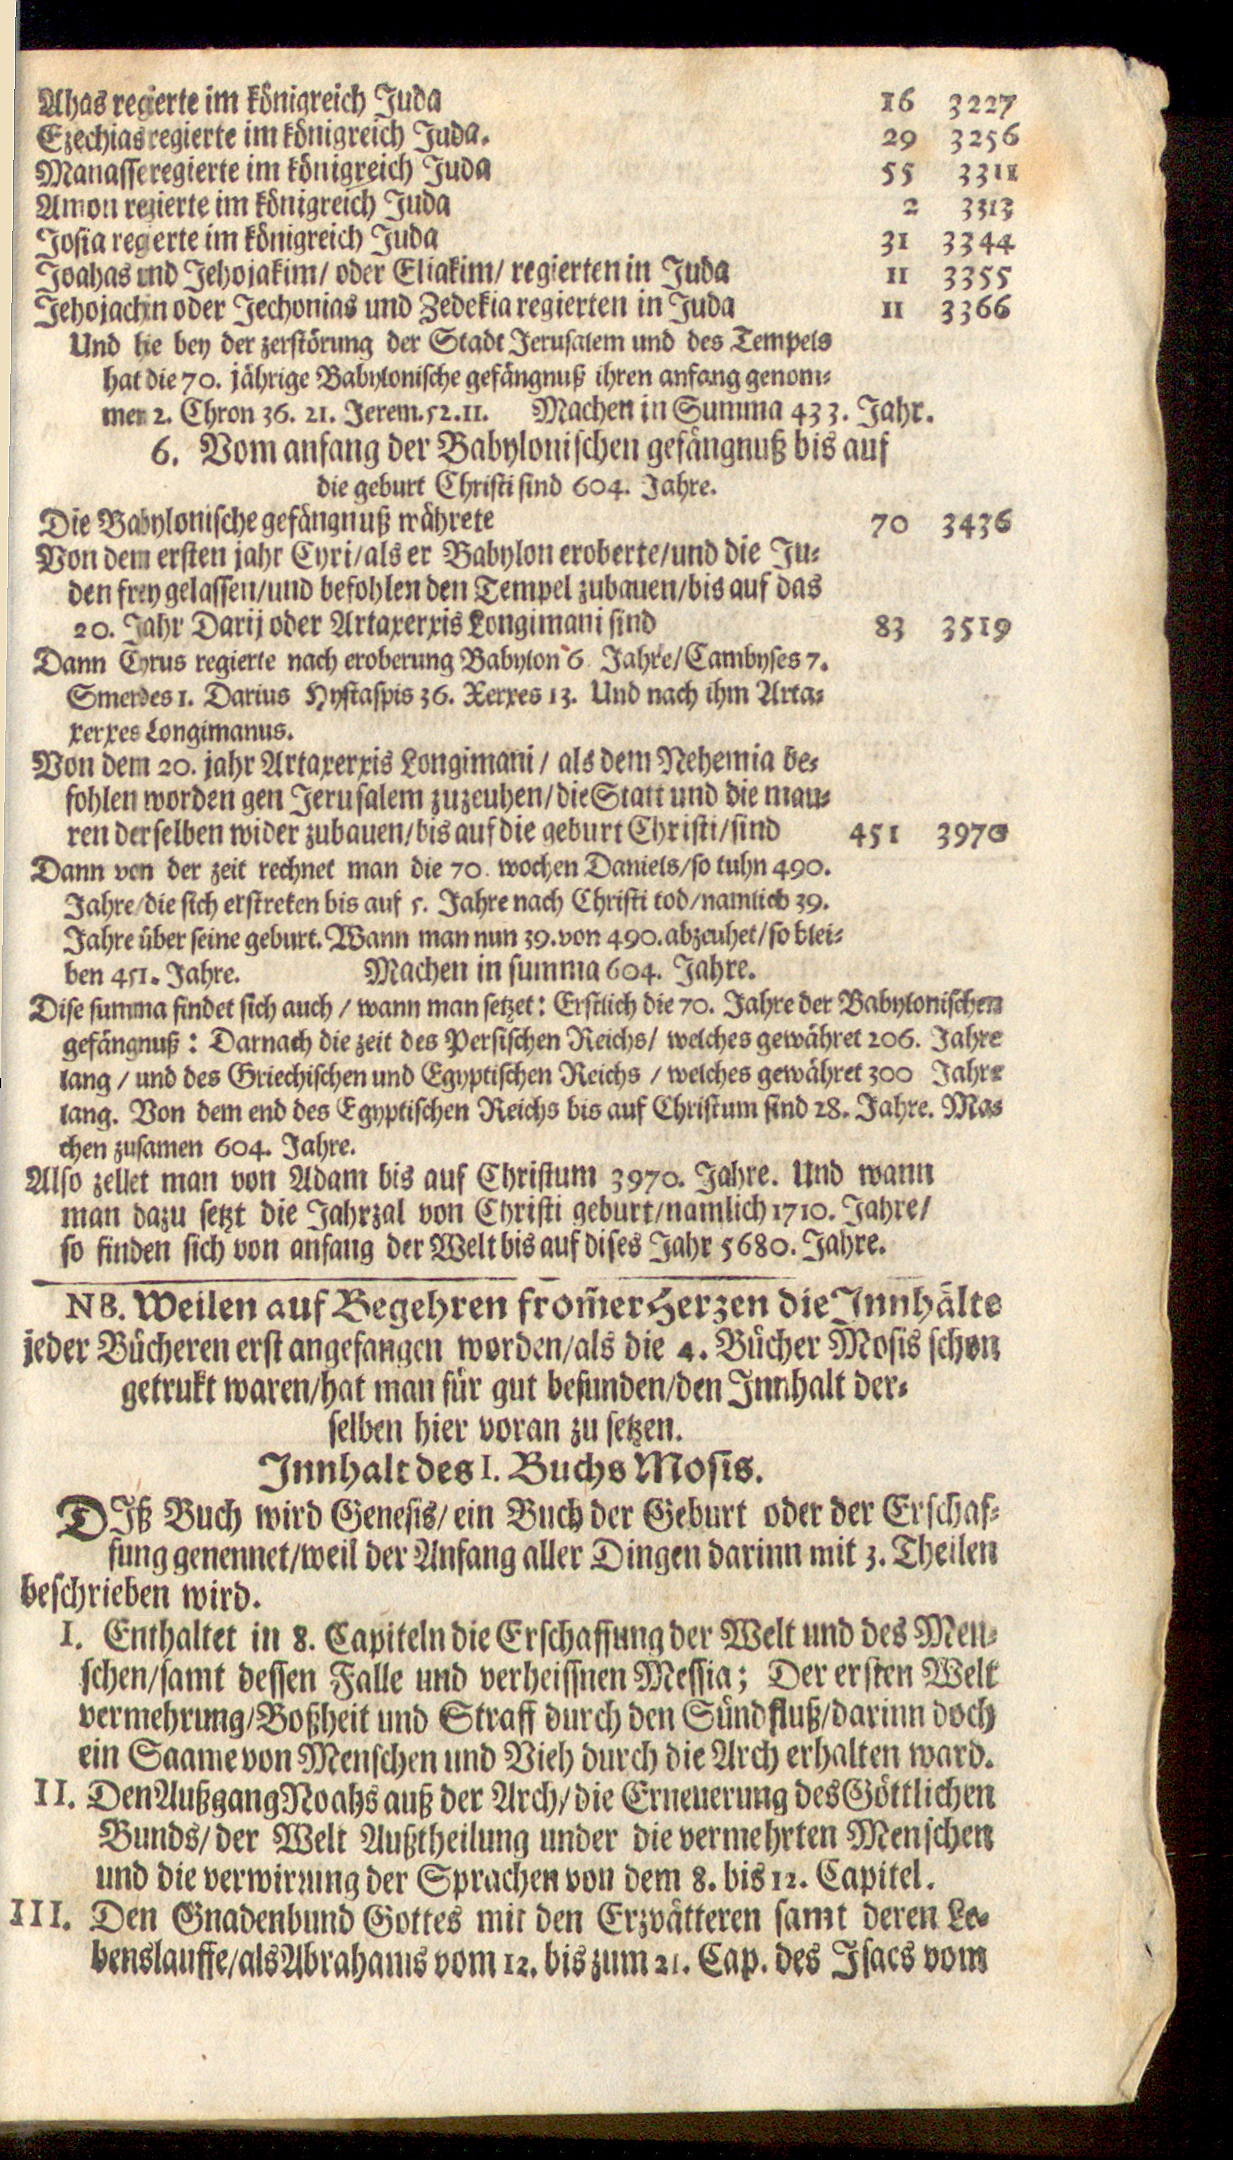 Ahas regierte im königreich Juda 16 3227
Ezechias regierte im königreich Juda. 29 3256
Manasse regierte im königreich Juda 55 3311
Amon regierte im königreich Juda 2 3313
Josia regierte im königreich Juda 31 3344
Joahas und Jehojakim/ oder Eliakim/ regierten in Juda 11 3355
Jehojachin oder Jechonias und Zedekia regierten in Juda 11 3366
Und hie bey der zerstörung der Stadt Jerusalem und des Tempels
hat die 70. jährige Babylonische gefängnuß ihren anfang genom-
men 2. Chron 36. 21. Jerem. 52. 11. Machen in Summa 433. Jahr.
6. Vom anfang der Babylonischen gefängnuß bis auf
die geburt Christi sind 604. Jahre.
Die Babylonische gefängnuß währete 70 3436
Von dem ersten jahr Cyri/ als er Babylon eroberte/ und die Ju-
den frey gelassen/ und befohlen den Tempel zubauen/ bis auf das
20. Jahr Darij oder Artaxerxis Longimani sind 83 3519
Dann Cyrus regierte nach eroberung Babylon 6 Jahre/ Cambyses 7.
Smerdes 1. Darius Hystaspis 36. Xerxes 13. Und nach ihm Arta-
xerxes Longimanus.
Von dem 20. jahr Artaxerxis Longimani / als dem Nehemia be-
fohlen worden gen Jerusalem zuzeuhen/ die Statt und die mau-
ren derselben wider zubauen/ bis auf die geburt Christi/ sind 451 3970
Dann von der zeit rechnet man die 70. wochen Daniels/ so tuhn 490.
Jahre/ die sich erstreken bis auf 5. Jahre nach Christi tod/ namlich 39.
Jahre über seine geburt. Wann man nun 39. von 490. abzeuhet/ so blei-
ben 451. Jahre. Machen in summa 604. Jahre.
Dise summa findet sich auch / wann man setzet: Erstlich die 70. Jahre der Babylonischen
gefängnuß: Darnach die zeit des Persischen Reichs/ welches gewähret 206. Jahre
lang / und des Griechischen und Egyptischen Reichs / welches gewähret 300 Jahre
lang. Von dem end des Egyptischen Reichs bis auf Christum sind 28. Jahre. Ma-
chen zusamen 604. Jahre.
Also zellet man von Adam bis auf Christum 3970. Jahre. Und wann
man dazu setzt die Jahrzal von Christi geburt/ namlich 1710. Jahre/
so finden sich von anfang der Welt bis auf dises Jahr 5680. Jahre.
NB. Weilen auf Begehren from̃er Herzen die Innhälte
jeder Bücheren erst angefangen worden/ als die 4. Bücher Mosis schon
getrukt waren/ hat man für gut befunden/ den Innhalt der-
selben hier voran zu setzen.
Innhalt des I. Buchs Mosis.
DIß Buch wird Genesis/ ein Buch der Geburt oder der Erschaf-
fung genennet/ weil der Anfang aller Dingen darinn mit 3. Theilen
beschrieben wird.
I. Enthaltet in 8. Capiteln die Erschaffung der Welt und des Men-
schen/ samt dessen Falle und verheissnen Messia; Der ersten Welt
vermehrung/ Boßheit und Straff durch den Sündfluß/ darinn doch
ein Saame von Menschen und Vieh durch die Arch erhalten ward.
II. Den Außgang Noahs auß der Arch/ die Erneuerung des Göttlichen
Bunds/ der Welt Außtheilung under die vermehrten Menschen
und die verwirrung der Sprachen von dem 8. bis 12. Capitel.
III. Den Gnadenbund Gottes mit den Erzvätteren samt deren Le-
benslauffe/ als Abrahams vom 12. bis zum 21. Cap. des Isacs vom